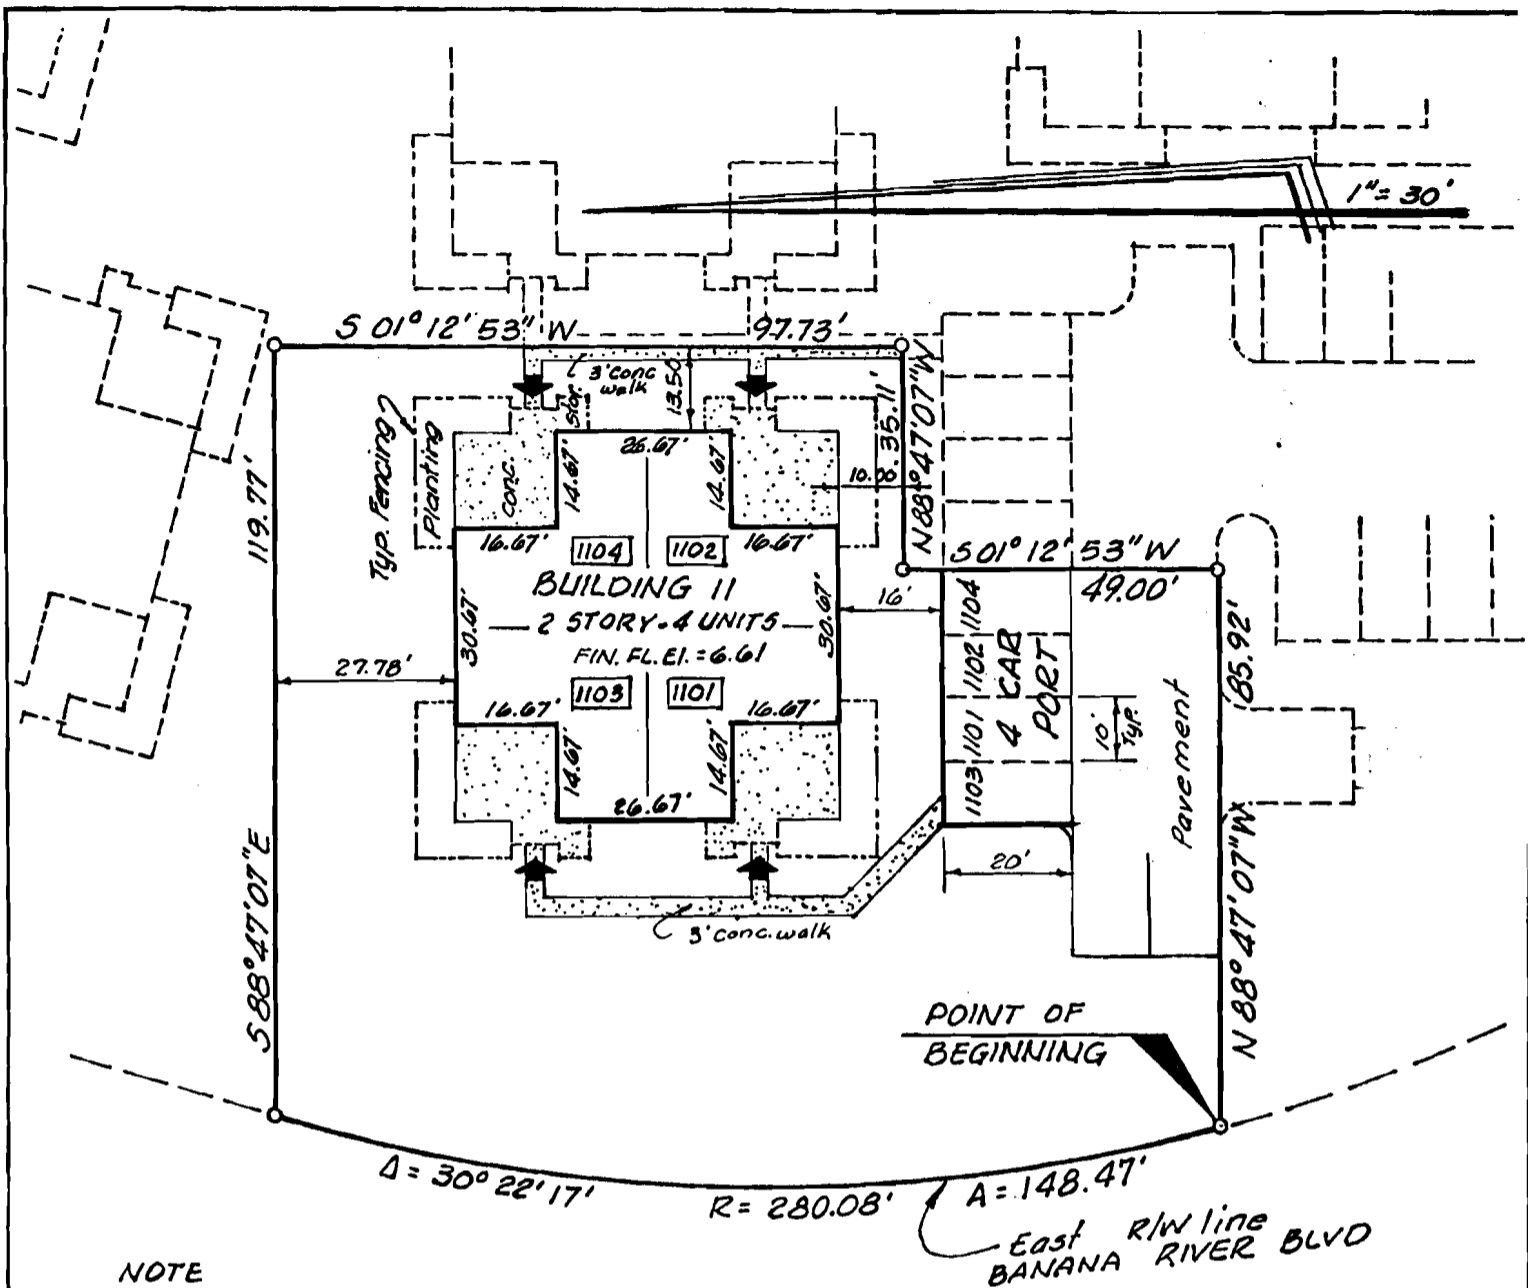 1"= 30'
S 01° 12' 53" W
97.73'
3' conc
walk
Stor.
13.50
35.11'
N88°47'07"W
Typ. Fencing
Planting
Conc.
14.67'
26.67'
14.67'
10.00
119.77'
16.67'
1104
1102
16.67'
S 01° 12' 53" W
49.00'
BUILDING 11
2 STORY - 4 UNITS
FIN. FL. El. = 6.61
30.67'
30.67'
16'
27.78'
1103
1101
16.67'
16.67'
14.67'
14.67'
26.67'
1104
1102
1101
1103
4 CAR
PORT
10'
Typ.
Pavement
85.92'
20'
3' conc. walk
S 88°47'07" E
N 88°47'07" W
POINT OF
BEGINNING
Δ = 30° 22' 17'
R = 280.08'
A = 148.47'
East R/W line
BANANA RIVER BLVD
NOTE